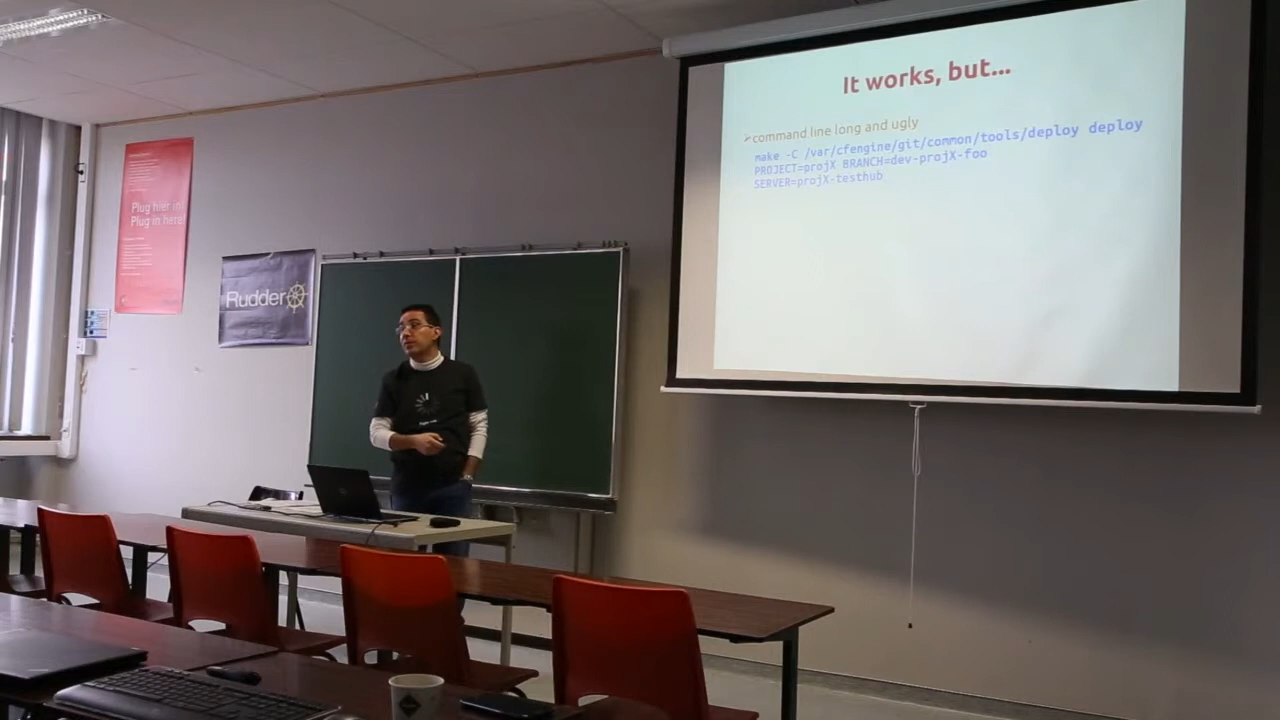 It works, but...
➢command line long and ugly
make -C /var/cfengine/git/common/tools/deploy deploy
PROJECT=projX BRANCH=dev-projX-foo
SERVER=projX-testhub
Plug hier in!
Plug in here!
Rudder